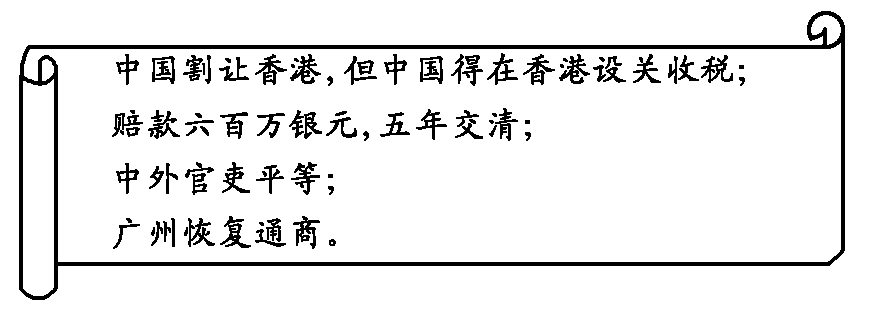 中国割让香港,但中国得在香港设关收税;
赔款六百万银元,五年交清;
中外官吏平等;
广州恢复通商。